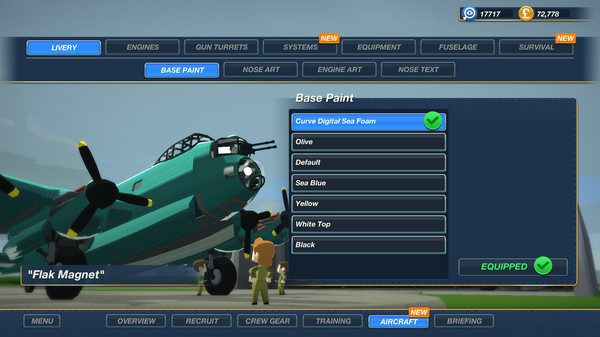 17717 72,778
LIVERY ENGINES GUN TURRETS SYSTEMS NEW EQUIPMENT FUSELAGE SURVIVAL NEW
BASE PAINT NOSE ART ENGINE ART NOSE TEXT
Base Paint
Curve Digital Sea Foam
Olive
Default
Sea Blue
Yellow
White Top
Black
EQUIPPED
"Flak Magnet"
MENU OVERVIEW RECRUIT CREW GEAR TRAINING AIRCRAFT NEW BRIEFING